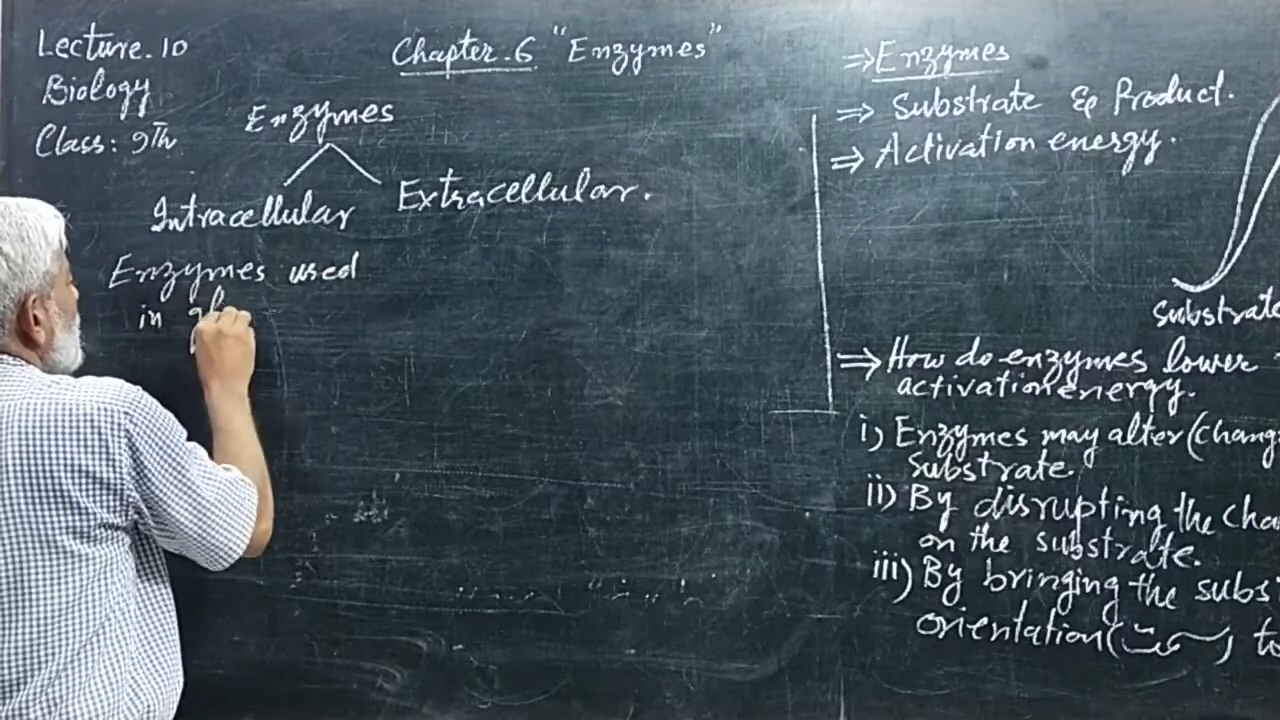 Lecture.10
Biology
Class: 9Th
Chapter.6 "Enzymes"
Enzymes
Intracellular Extracellular.
Enzymes used
in
⇒ Enzymes
⇒ Substrate & Product.
⇒ Activation energy.
Substrate
⇒ How do enzymes lower
activation energy.
i) Enzymes may alter (Chang
Substrate.
ii) By disrupting the Cha
on the substrate.
iii) By bringing the subs
orientation ( ) to